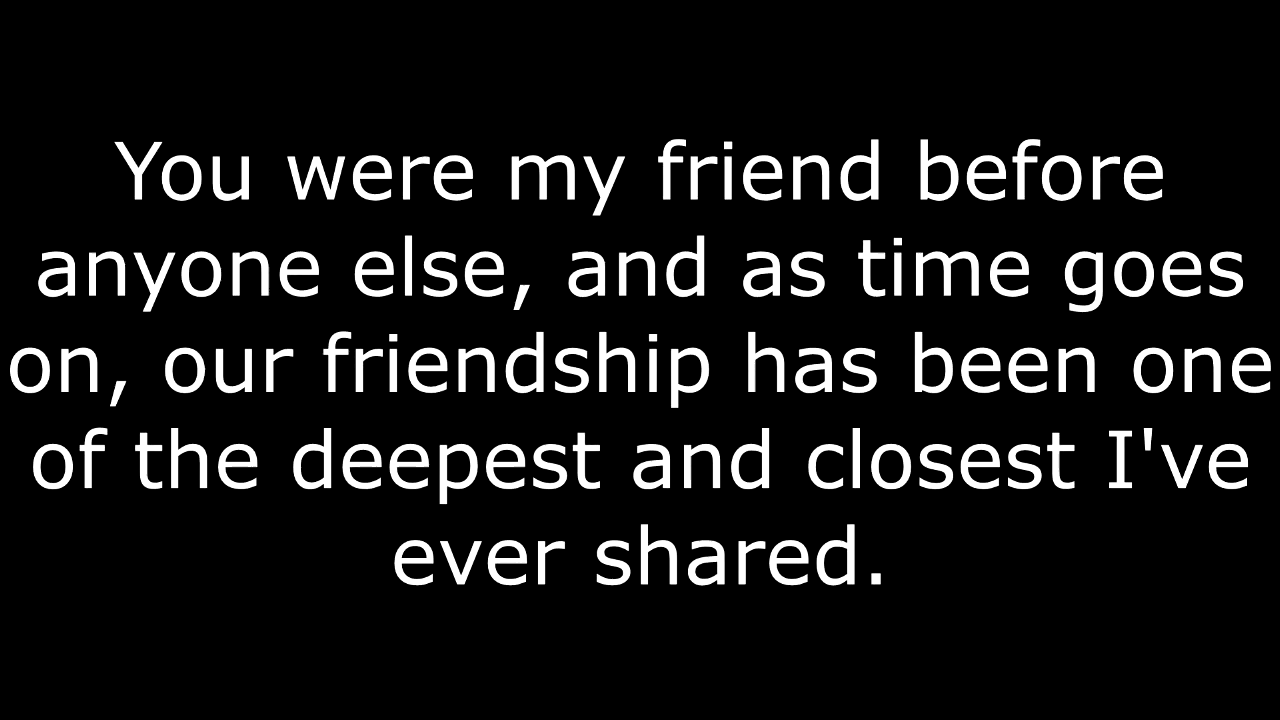 You were my friend before
anyone else, and as time goes
on, our friendship has been one
of the deepest and closest I've
ever shared.